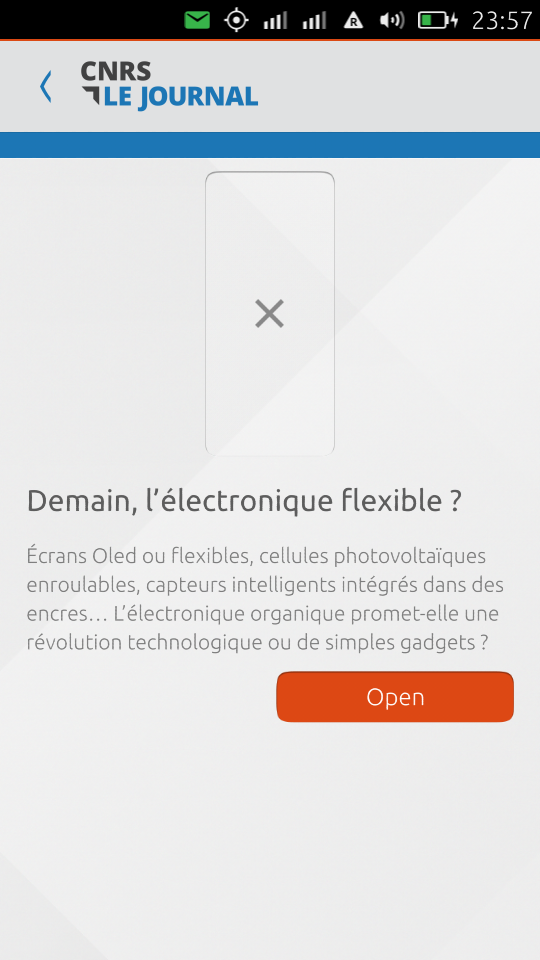 R
23:57
CNRS
LE JOURNAL
Demain, l’électronique flexible ?
Écrans Oled ou flexibles, cellules photovoltaïques
enroulables, capteurs intelligents intégrés dans des
encres… L’électronique organique promet-elle une
révolution technologique ou de simples gadgets ?
Open